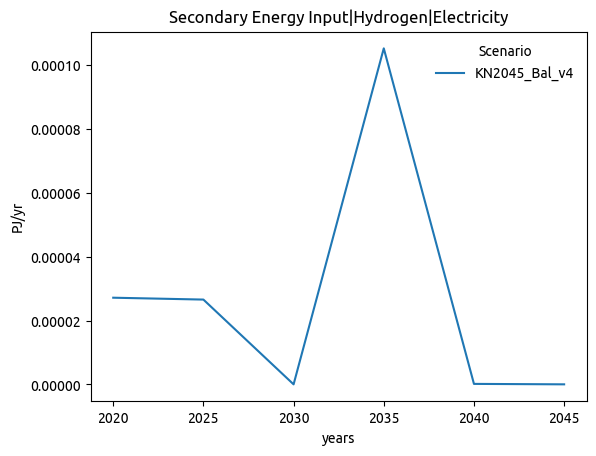 Secondary Energy Input|Hydrogen|Electricity
Scenario
KN2045_Bal_v4
PJ/yr
0.00010
0.00008
0.00006
0.00004
0.00002
0.00000
2020 2025 2030 2035 2040 2045
years